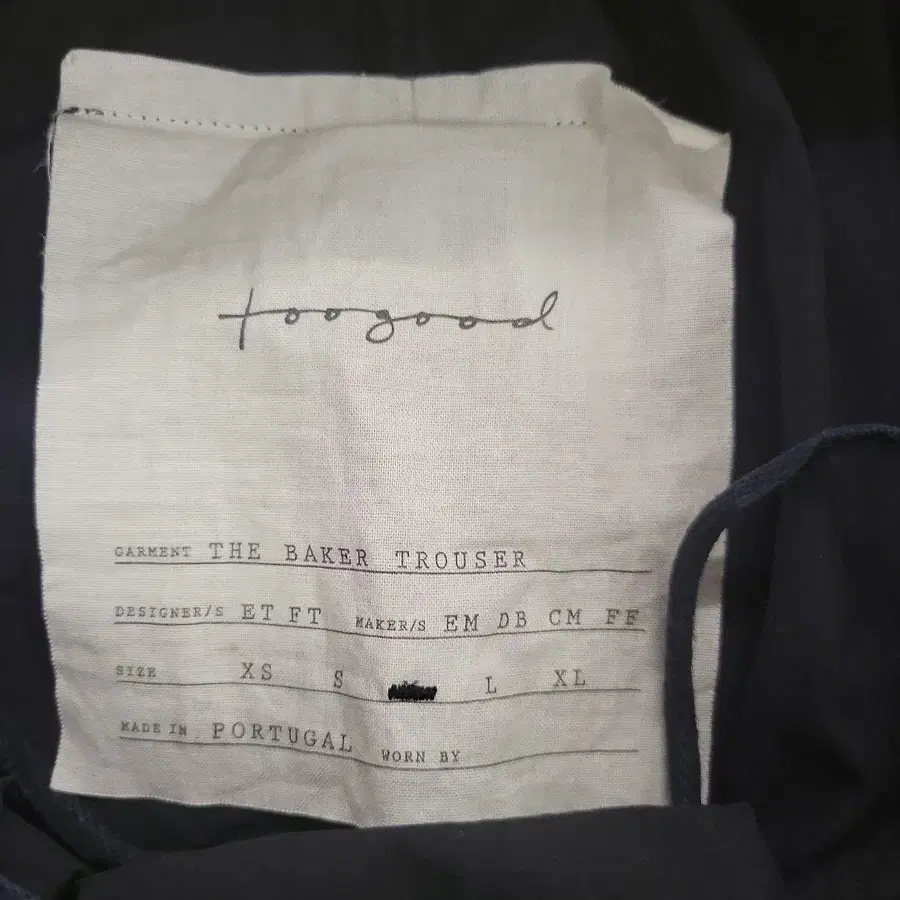 toogood
GARMENT THE BAKER TROUSER
DESIGNER/S ET FT MAKER/S EM DB CM FF
SIZE XS S L XL
MADE IN PORTUGAL WORN BY